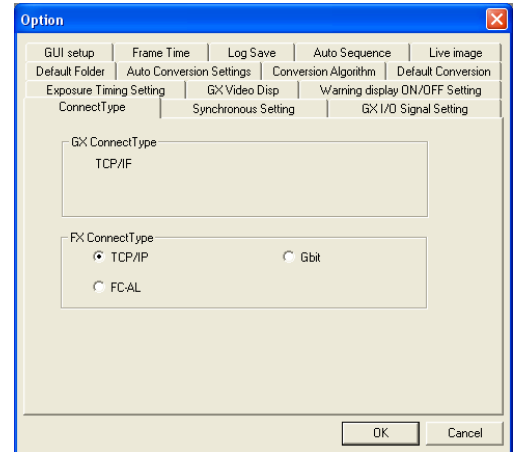 Option
GUI setup Frame Time Log Save Auto Sequence Live image
Default Folder Auto Conversion Settings Conversion Algorithm Default Conversion
Exposure Timing Setting GX Video Disp Warning display ON/OFF Setting
ConnectType Synchronous Setting GX I/O Signal Setting
GX ConnectType
TCP/IF
FX ConnectType
TCP/IP Gbit
FC-AL
OK Cancel